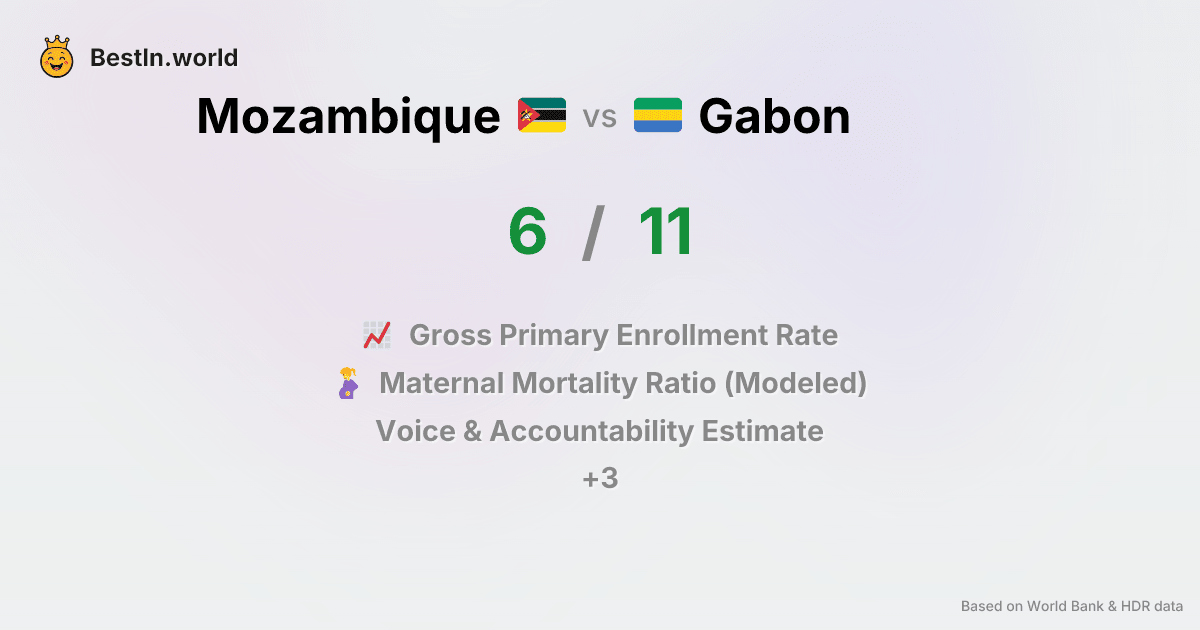 BestIn.world
Mozambique vs Gabon
6 / 11
Gross Primary Enrollment Rate
Maternal Mortality Ratio (Modeled)
Voice & Accountability Estimate
+3
Based on World Bank & HDR data